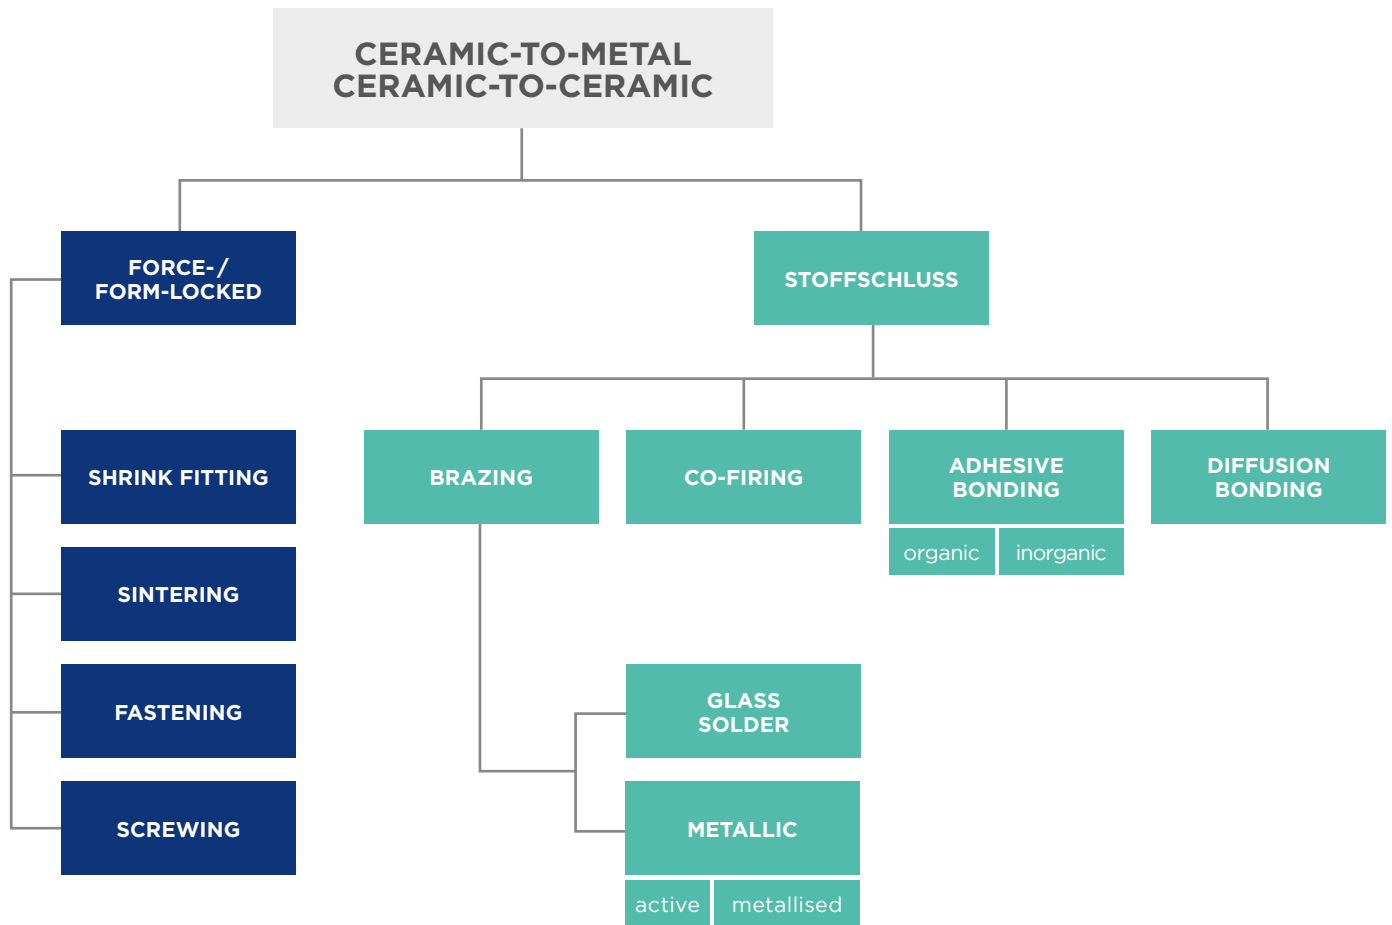 CERAMIC-TO-METAL
CERAMIC-TO-CERAMIC
FORCE- /
FORM-LOCKED
STOFFSCHLUSS
SHRINK FITTING
BRAZING
CO-FIRING
ADHESIVE
BONDING
DIFFUSION
BONDING
organic
inorganic
SINTERING
FASTENING
GLASS
SOLDER
SCREWING
METALLIC
active
metallised